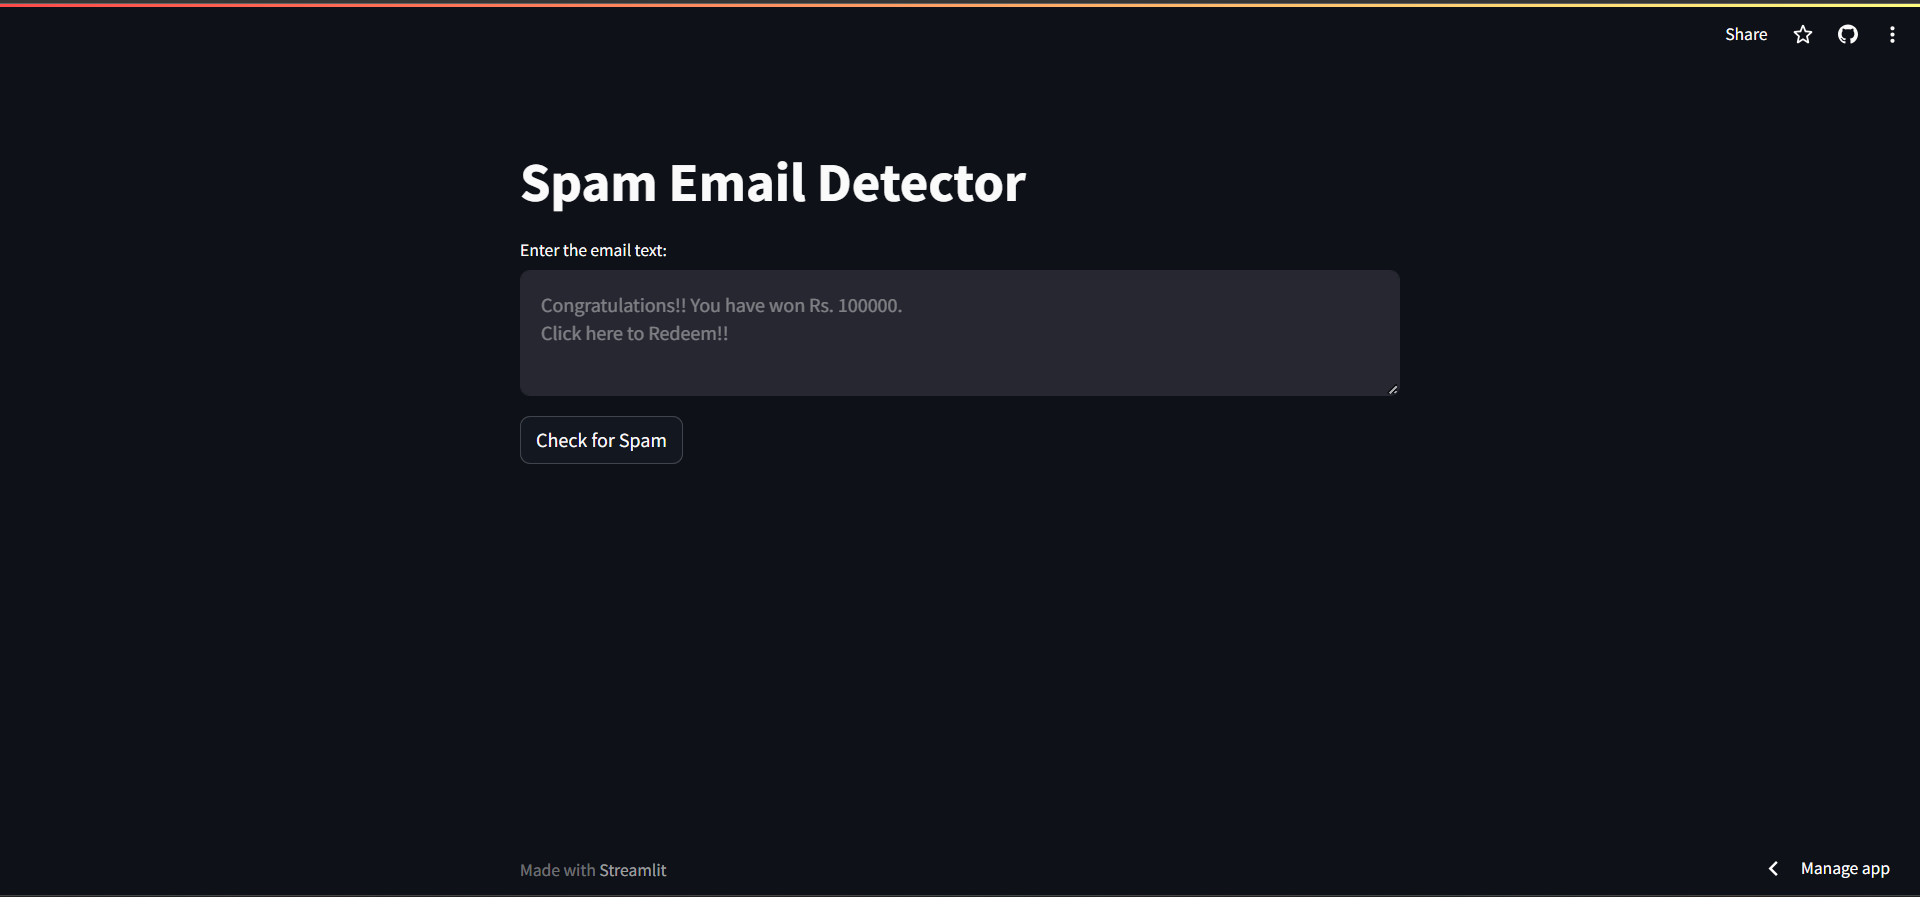 Share
Spam Email Detector
Enter the email text:
Congratulations!! You have won Rs. 100000.
Click here to Redeem!!
Check for Spam
Made with Streamlit
Manage app